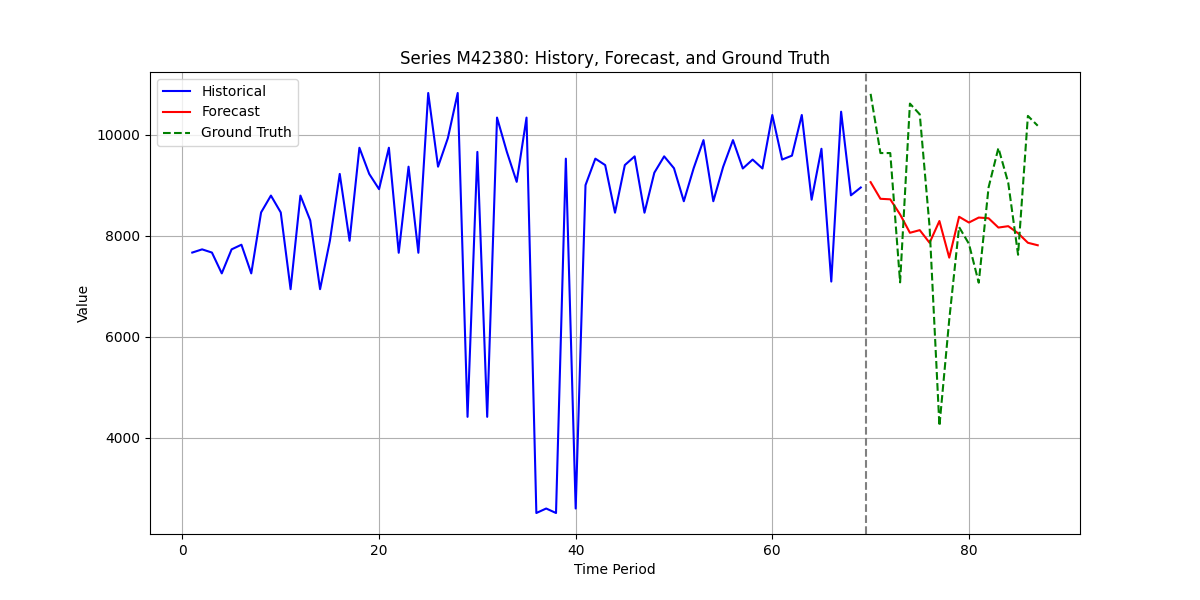 Series M42380: History, Forecast, and Ground Truth
Historical
Forecast
Ground Truth
10000
8000
6000
4000
Value
0 20 40 60 80
Time Period